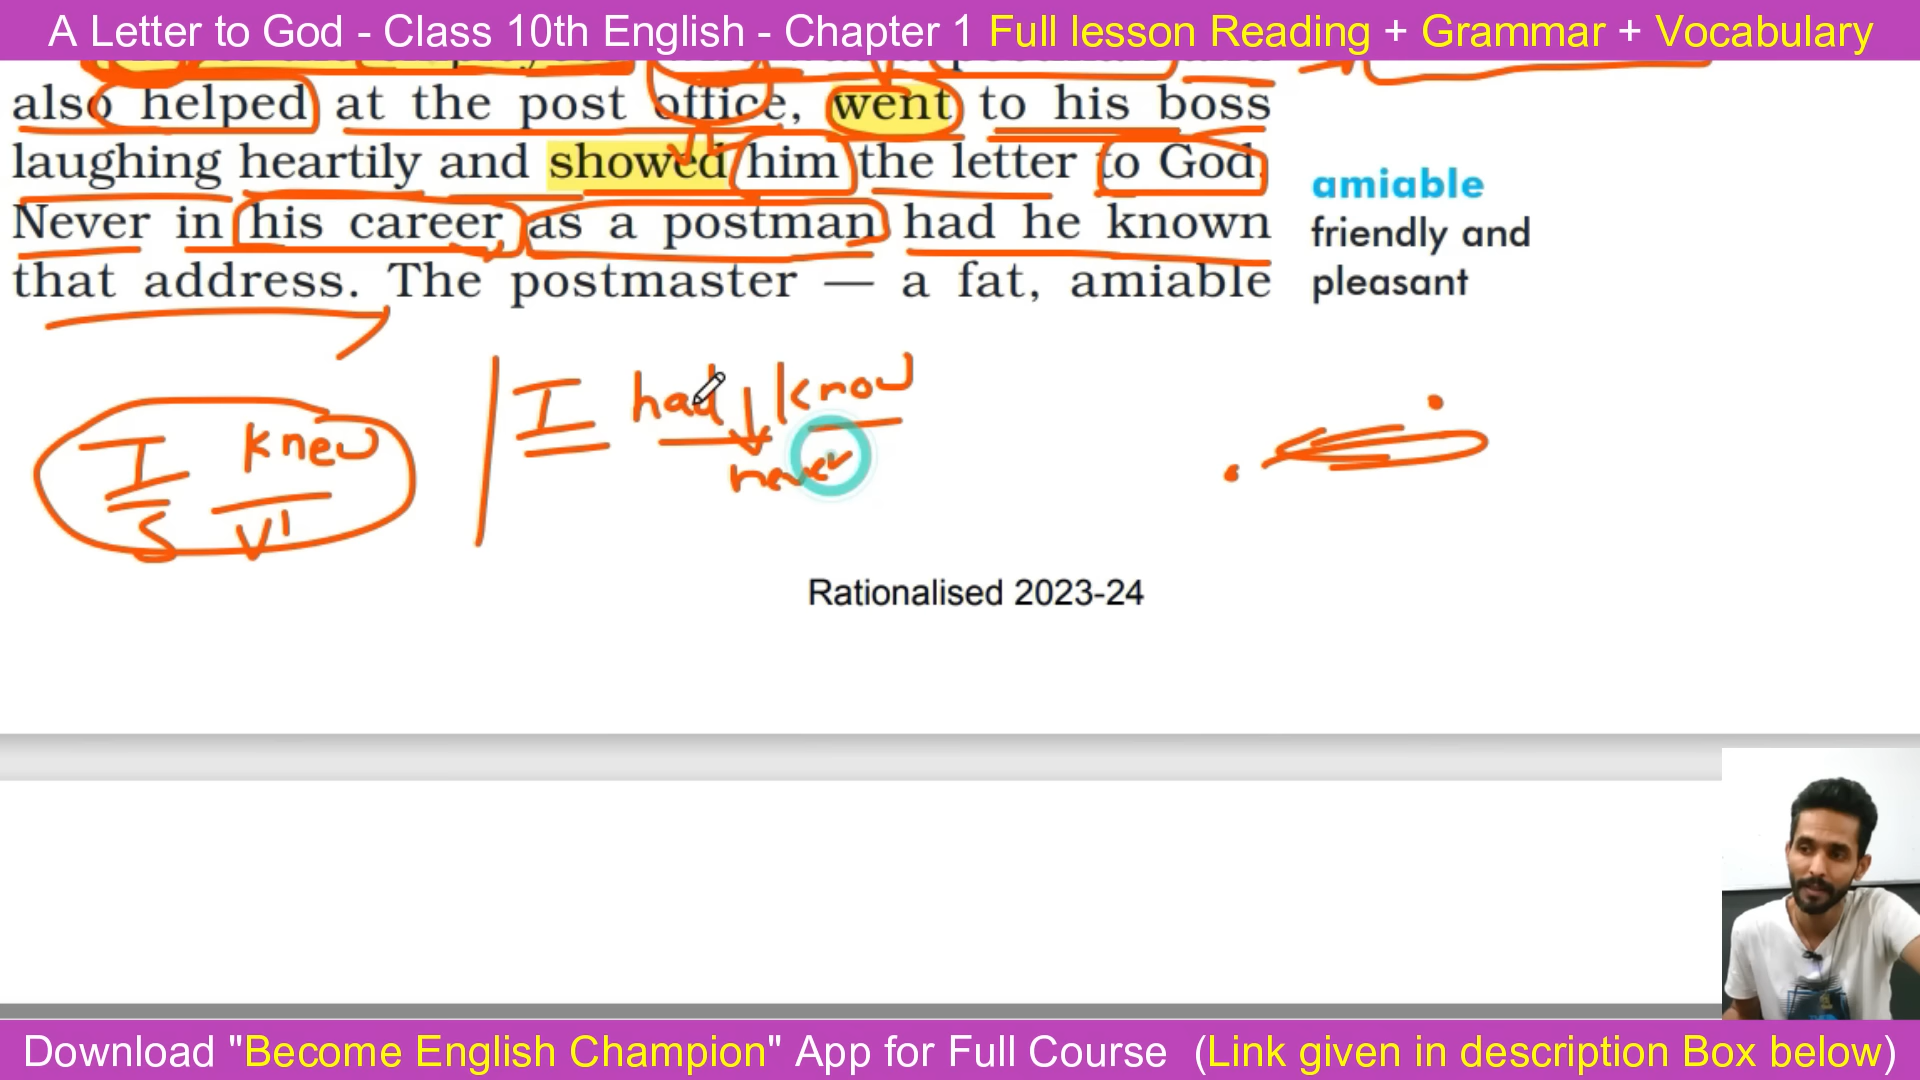 A Letter to God - Class 10th English - Chapter 1 Full lesson Reading + Grammar + Vocabulary
also helped at the post office, went to his boss
laughing heartily and showed him the letter to God.
Never in his career as a postman had he known
that address. The postmaster — a fat, amiable
amiable
friendly and
pleasant
I knew
S V1
I had know
never
Rationalised 2023-24
Download "Become English Champion" App for Full Course (Link given in description Box below)